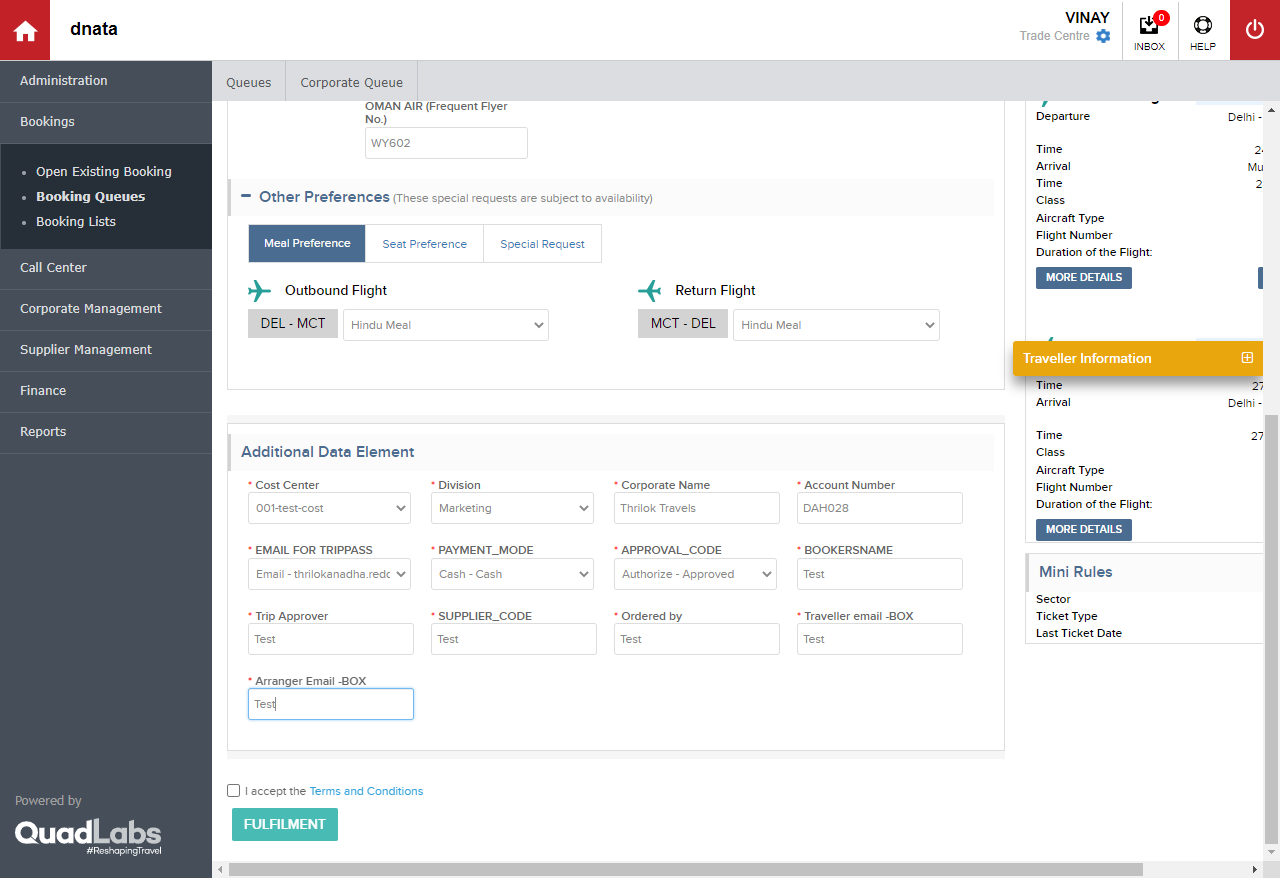 dnata
VINAY
Trade Centre
0
INBOX
HELP
Administration
Bookings
Open Existing Booking
Booking Queues
Booking Lists
Call Center
Corporate Management
Supplier Management
Finance
Reports
Powered by
QuadLabs
#ReshapingTravel
Queues
Corporate Queue
OMAN AIR (Frequent Flyer
No.)
WY602
Other Preferences (These special requests are subject to availability)
Meal Preference
Seat Preference
Special Request
Outbound Flight
Return Flight
DEL - MCT
Hindu Meal
MCT - DEL
Hindu Meal
Additional Data Element
* Cost Center
* Division
* Corporate Name
* Account Number
001-test-cost
Marketing
Thrilok Travels
DAH028
* EMAIL FOR TRIPPASS
* PAYMENT_MODE
* APPROVAL_CODE
* BOOKERSNAME
Email - thrilokanadha.redd
Cash - Cash
Authorize - Approved
Test
* Trip Approver
* SUPPLIER_CODE
* Ordered by
* Traveller email -BOX
Test
Test
Test
Test
* Arranger Email -BOX
Test
I accept the Terms and Conditions
FULFILMENT
Departure
Delhi -
Time
24
Arrival
Mu
Time
2
Class
Aircraft Type
Flight Number
Duration of the Flight:
MORE DETAILS
Traveller Information
Time
27
Arrival
Delhi -
Time
27
Class
Aircraft Type
Flight Number
Duration of the Flight:
MORE DETAILS
Mini Rules
Sector
Ticket Type
Last Ticket Date